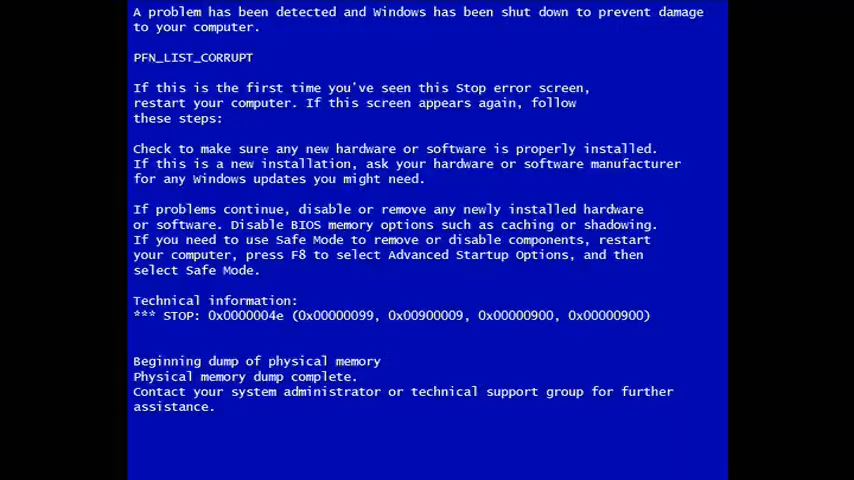 A problem has been detected and Windows has been shut down to prevent damage
to your computer.
PFN_LIST_CORRUPT
If this is the first time you've seen this Stop error screen,
restart your computer. If this screen appears again, follow
these steps:
Check to make sure any new hardware or software is properly installed.
If this is a new installation, ask your hardware or software manufacturer
for any Windows updates you might need.
If problems continue, disable or remove any newly installed hardware
or software. Disable BIOS memory options such as caching or shadowing.
If you need to use Safe Mode to remove or disable components, restart
your computer, press F8 to select Advanced Startup Options, and then
select Safe Mode.
Technical information:
*** STOP: 0x0000004e (0x00000099, 0x00900009, 0x00000900, 0x00000900)
Beginning dump of physical memory
Physical memory dump complete.
Contact your system administrator or technical support group for further
assistance.